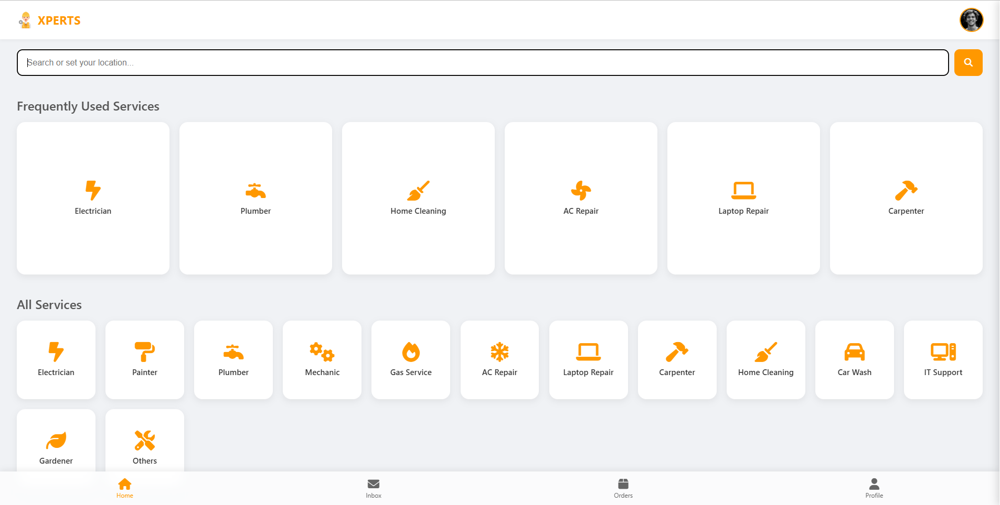 XPERTS
Search or set your location...
Frequently Used Services
Electrician
Plumber
Home Cleaning
AC Repair
Laptop Repair
Carpenter
All Services
Electrician
Painter
Plumber
Mechanic
Gas Service
AC Repair
Laptop Repair
Carpenter
Home Cleaning
Car Wash
IT Support
Gardener
Others
Home
Inbox
Orders
Profile